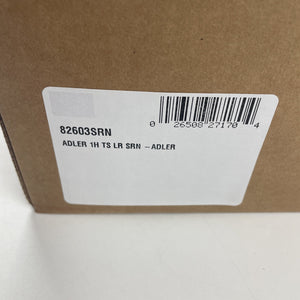 82603SRN
0 26508 27170 4
ADLER 1H TS LR SRN ~ADLER